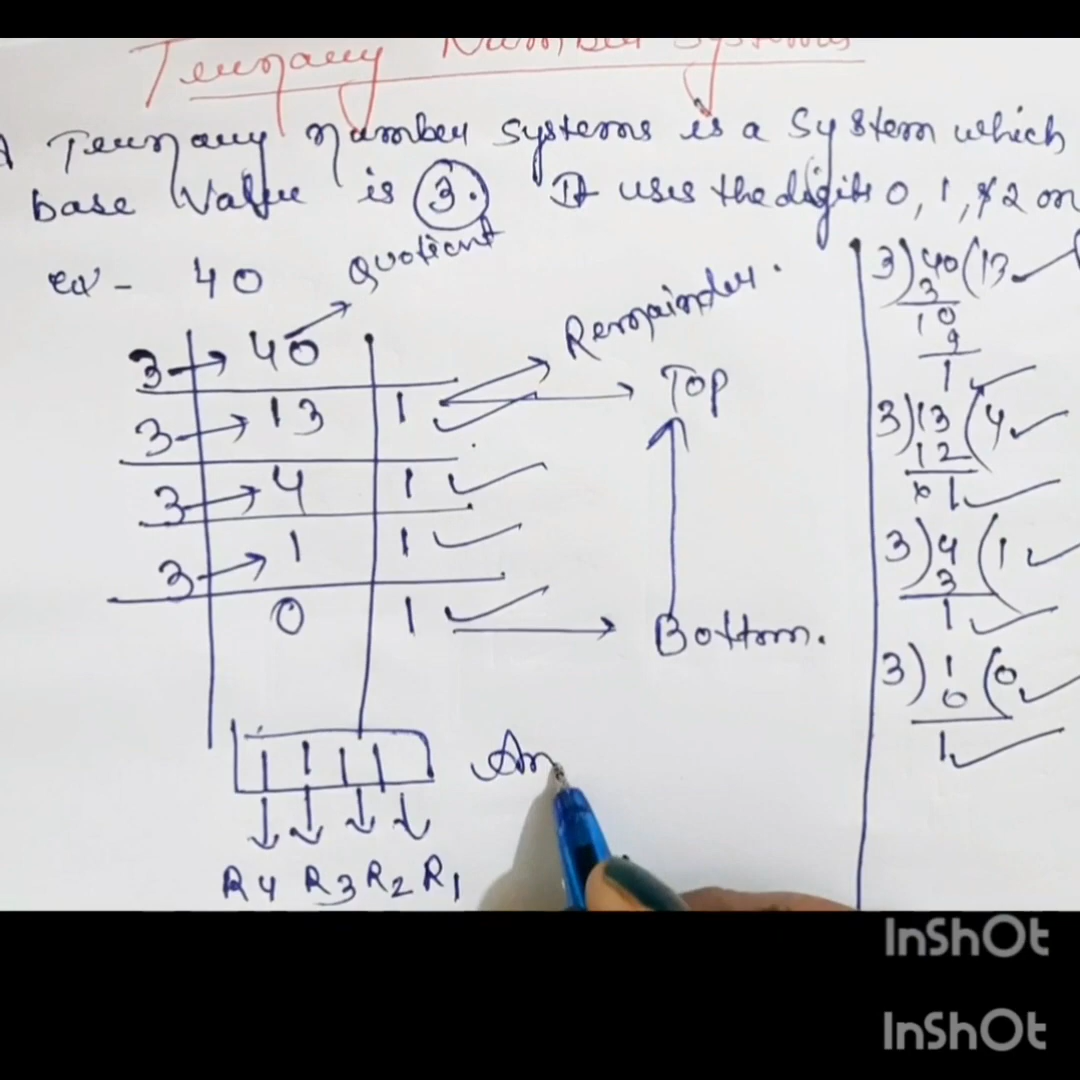 Ternary Number Systems
A Ternary number systems is a system which
base value is 3. It uses the digits 0, 1, & 2 on
ex - 40
Quotient
3 → 40
Remainder.
3 → 13 1
Top
3 → 4 1
3 → 1 1
0 1
Bottom.
1 1 1 1 An
R4 R3 R2 R1
3) 40 (13
3
10
9
1
3) 13 (4
12
x 1
3) 4 (1
3
1
3) 1 (0
0
1
InShOt
InShOt